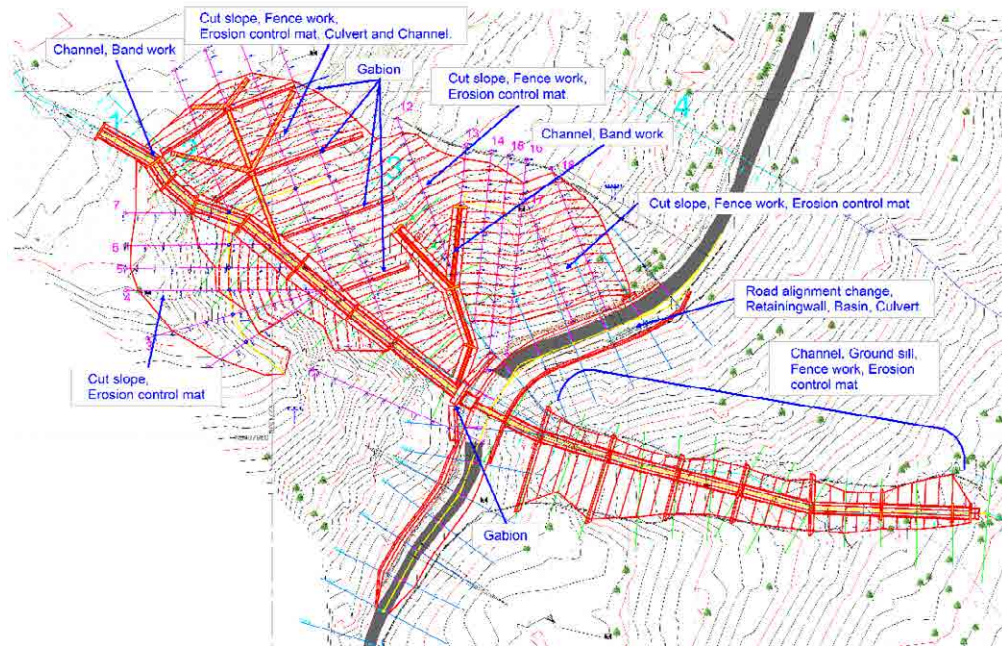 Cut slope, Fence work,
Erosion control mat, Culvert and Channel.
Channel, Band work
Gabion
Cut slope, Fence work,
Erosion control mat
Channel, Band work
Cut slope, Fence work, Erosion control mat
Road alignment change,
Retainingwall, Basin, Culvert
Channel, Ground sill,
Fence work, Erosion
control mat
Cut slope,
Erosion control mat
Gabion
1
3
4
12
13
14
15
16
17
18
7
6
5